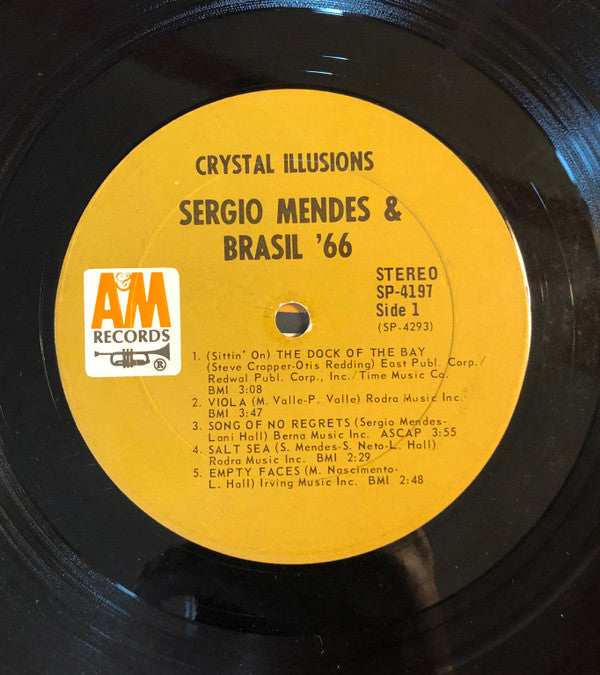 CRYSTAL ILLUSIONS
SERGIO MENDES &
BRASIL '66
A&M
RECORDS
®
STEREO
SP-4197
Side 1
(SP-4293)
1. (Sittin' On) THE DOCK OF THE BAY
(Steve Cropper-Otis Redding) East Publ. Corp./
Redwal Publ. Corp., Inc./Time Music Co.
BMI 3:08
2. VIOLA (M. Valle-P. Valle) Rodra Music Inc.
BMI 3:47
3. SONG OF NO REGRETS (Sergio Mendes-
Lani Hall) Berna Music Inc. ASCAP 3:55
4. SALT SEA (S. Mendes-S. Neto-L. Hall)
Rodra Music Inc. BMI 2:29
5. EMPTY FACES (M. Nascimento-
L. Hall) Irving Music Inc. BMI 2:48